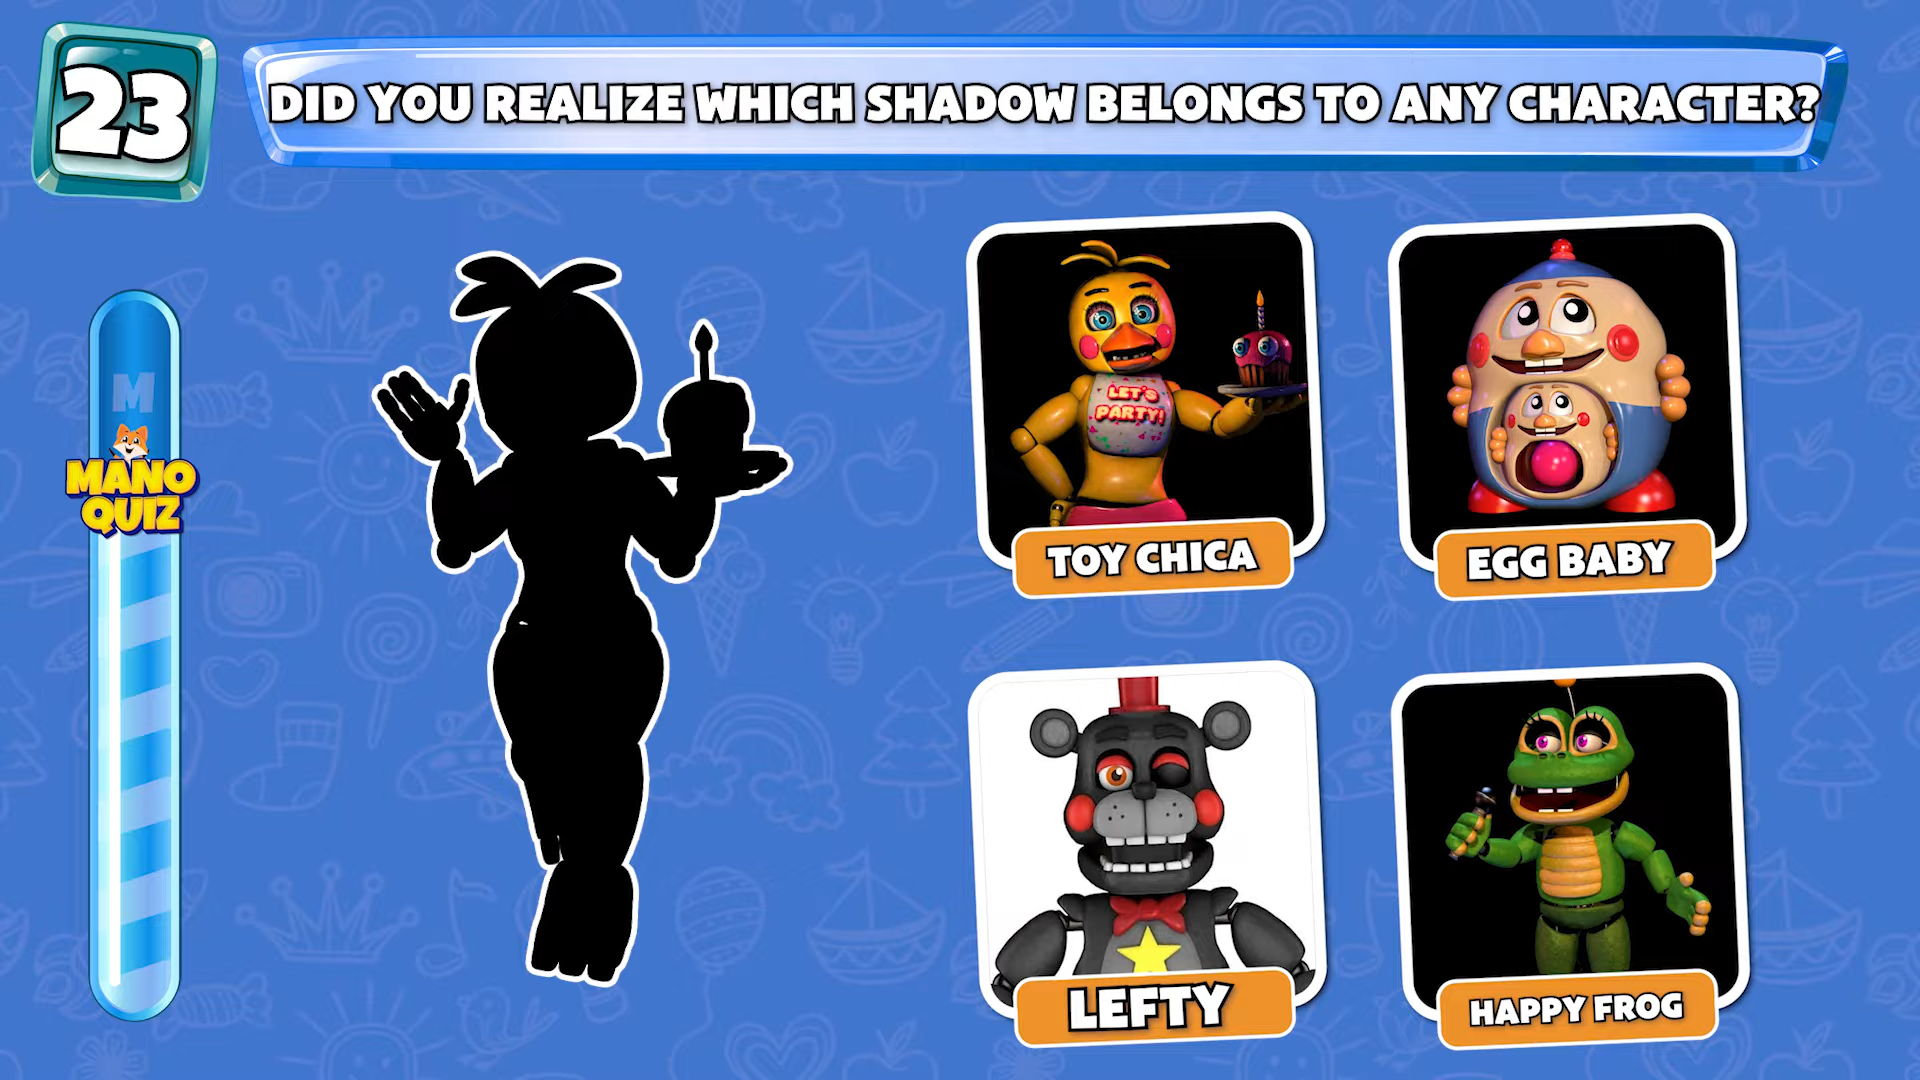 23
DID YOU REALIZE WHICH SHADOW BELONGS TO ANY CHARACTER?
M
MANO
QUIZ
LET'S
PARTY!
TOY CHICA
EGG BABY
LEFTY
HAPPY FROG